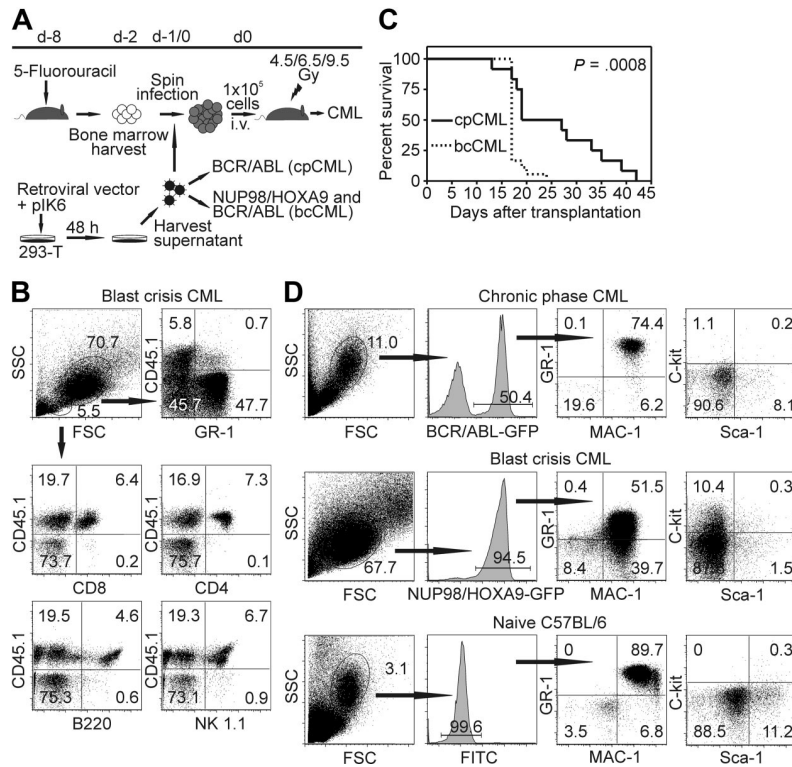 A
d-8 d-2 d-1/0 d0
5-Fluorouracil
Spin
infection
1x10⁵
cells
i.v.
4.5/6.5/9.5
Gy
CML
Bone marrow
harvest
BCR/ABL (cpCML)
NUP98/HOXA9 and
BCR/ABL (bcCML)
Retroviral vector
+ pIK6
48 h
Harvest
supernatant
293-T
C
P = .0008
Percent survival
100
75
50
25
0
cpCML
bcCML
0 5 10 15 20 25 30 35 40 45
Days after transplantation
B
Blast crisis CML
SSC
70.7
5.5
FSC
CD45.1
5.8 0.7
45.7 47.7
GR-1
CD45.1
19.7 6.4
73.7 0.2
CD8
CD45.1
16.9 7.3
75.7 0.1
CD4
CD45.1
19.5 4.6
75.3 0.6
B220
CD45.1
19.3 6.7
73.1 0.9
NK 1.1
D
Chronic phase CML
SSC
11.0
FSC
50.4
BCR/ABL-GFP
GR-1
0.1 74.4
19.6 6.2
MAC-1
C-kit
1.1 0.2
90.6 8.1
Sca-1
Blast crisis CML
SSC
67.7
FSC
94.5
NUP98/HOXA9-GFP
GR-1
0.4 51.5
8.4 39.7
MAC-1
C-kit
10.4 0.3
1.5
Sca-1
Naive C57BL/6
SSC
3.1
FSC
99.6
FITC
GR-1
0 89.7
3.5 6.8
MAC-1
C-kit
0 0.3
88.5 11.2
Sca-1